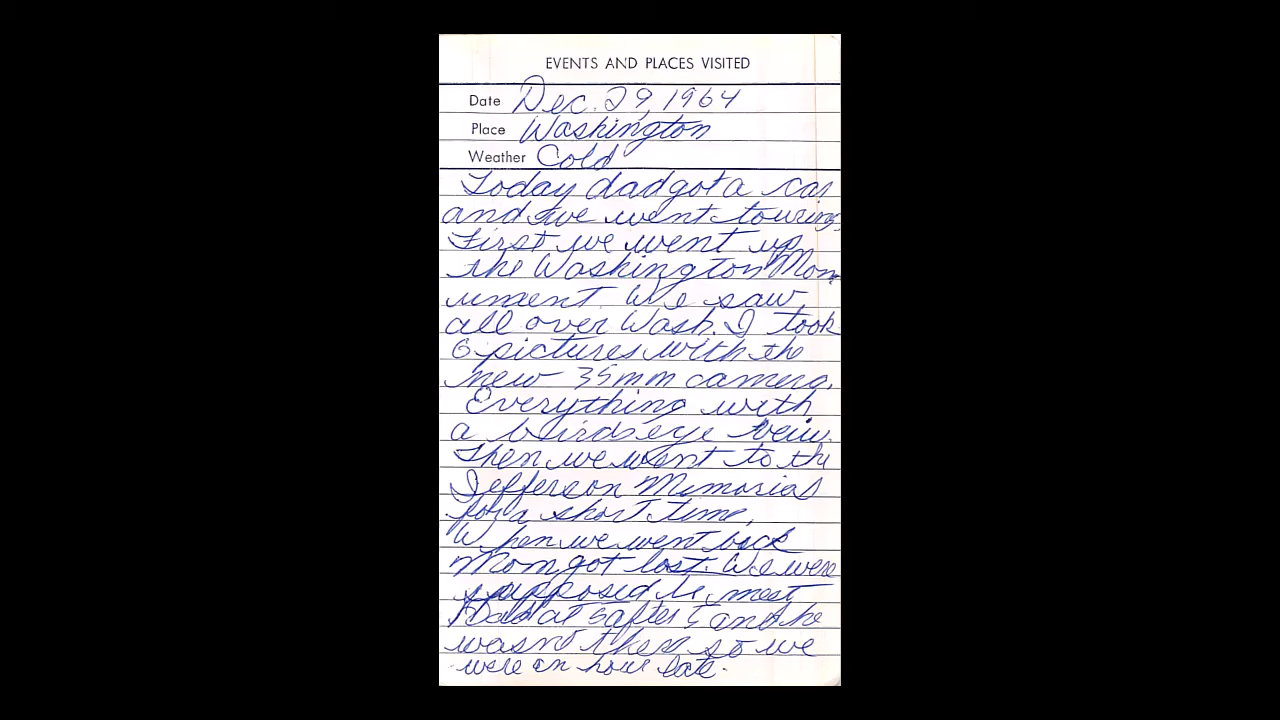 EVENTS AND PLACES VISITED
Date Dec. 29, 1964
Place Washington
Weather Cold
Today dad got a car
and we went touring.
First we went up
the Washington Mon-
ument. We saw
all over Wash. I took
6 pictures with the
new 35mm camera.
Everything with
a birdseye veiw.
Then we went to the
Jefferson Memorial
for a short time.
When we went back
Mom got lost. We were
supposed to meet
Dad at 5 after 5 and he
wasn't there so we
were an hour late.